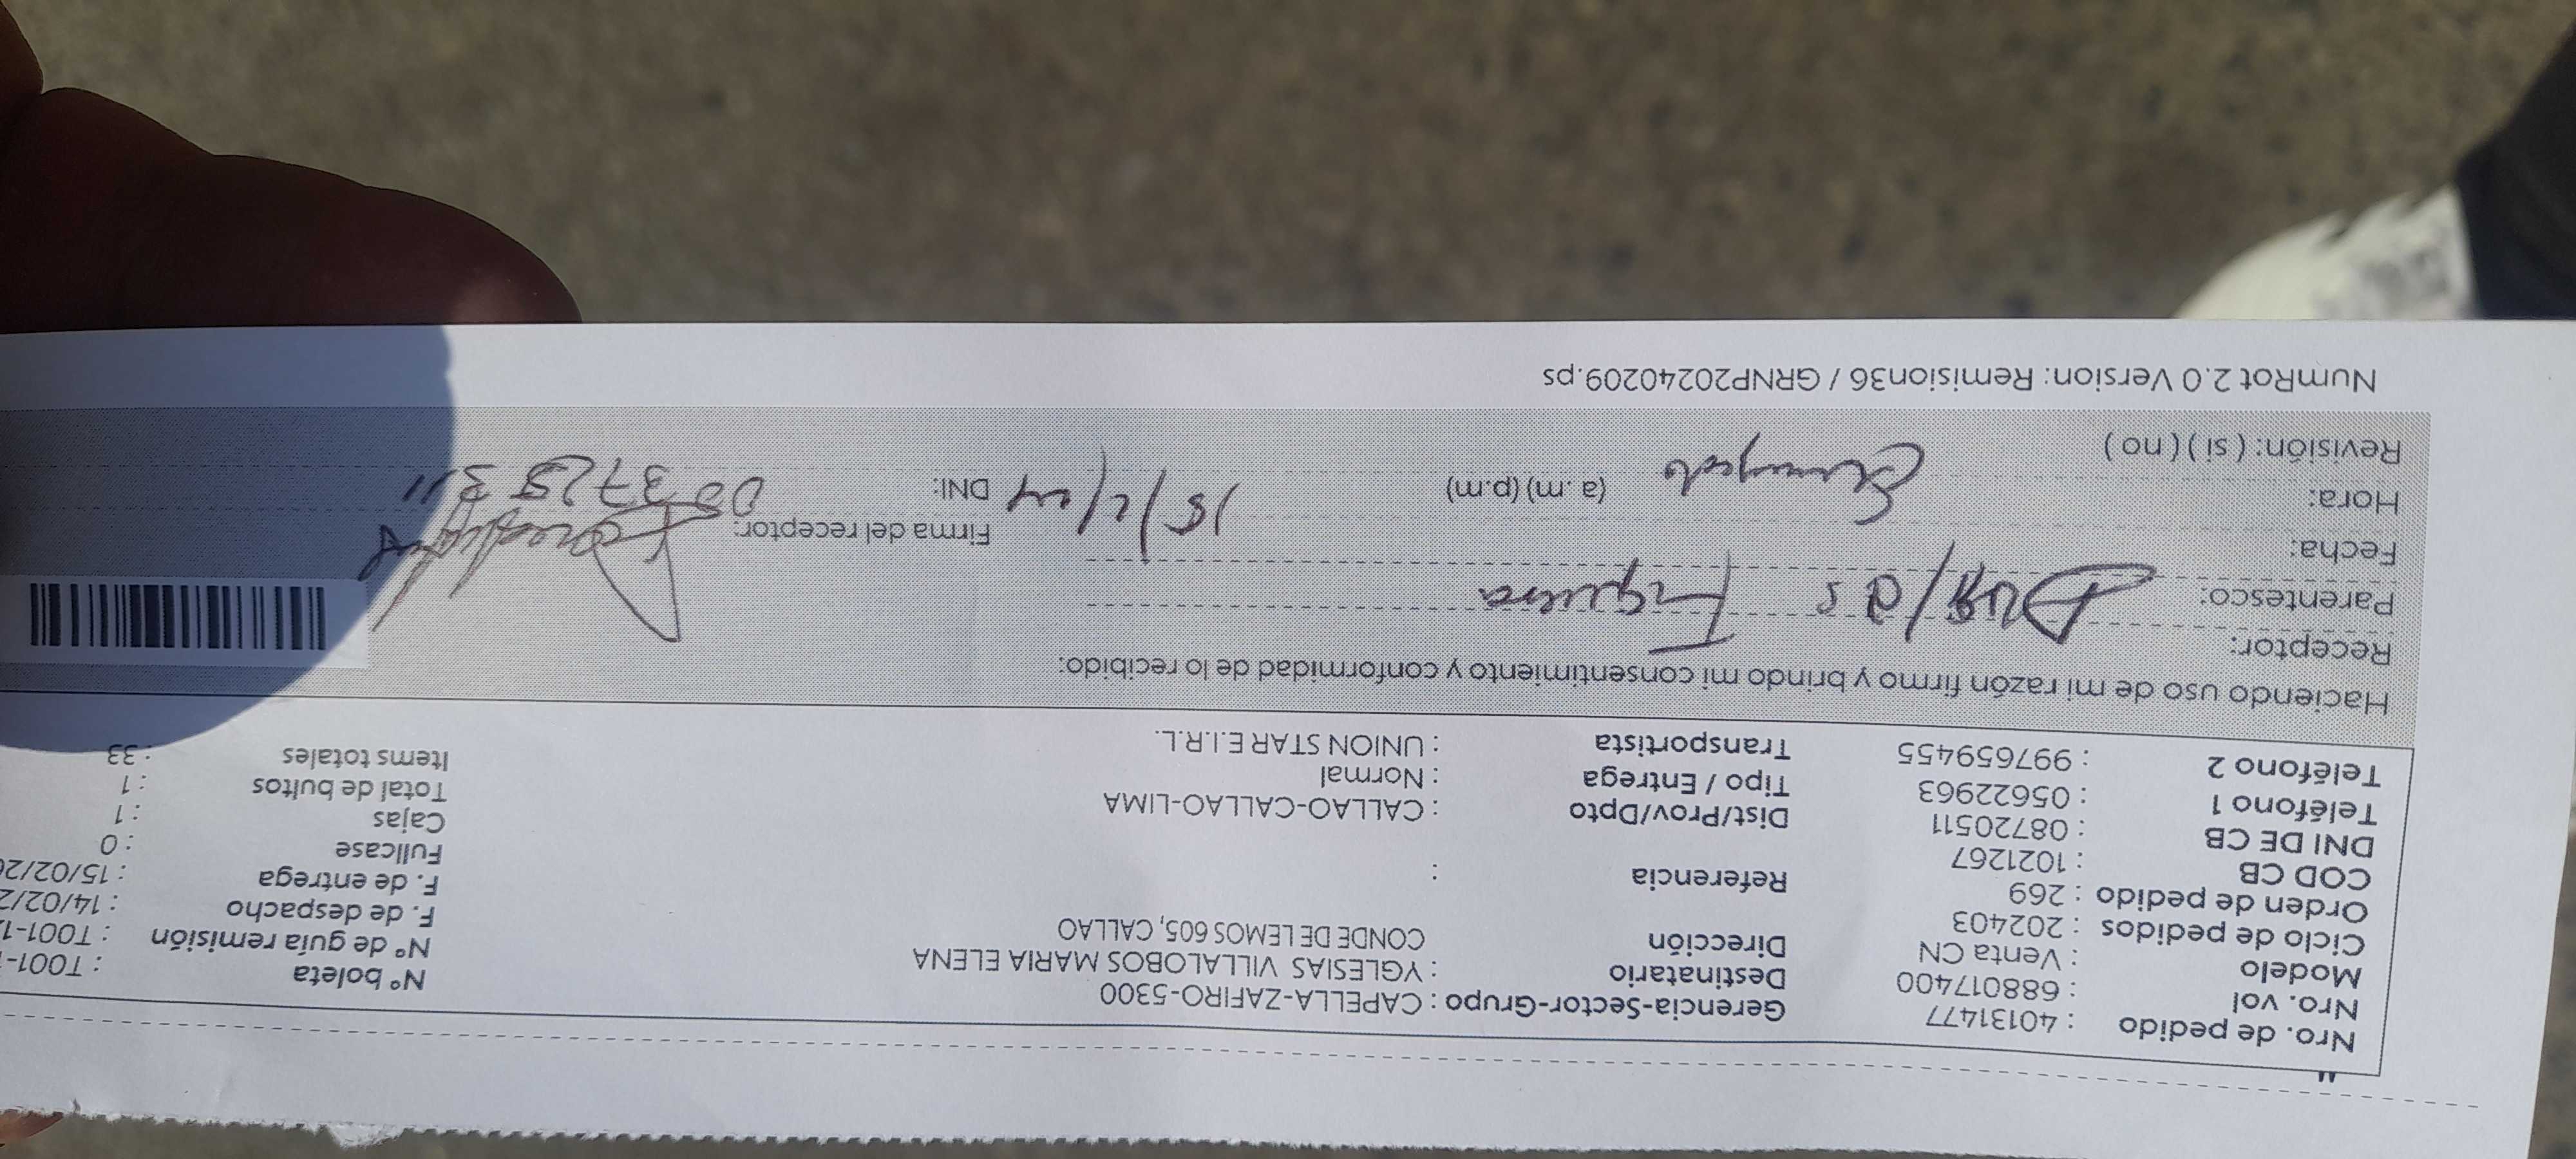 Nro. de pedido : 40131477 Gerencia-Sector-Grupo : CAPELLA-ZAFIRO-5300 N° boleta : T001-
Nro. vol : 688017400 Destinatario : YGLESIAS VILLALOBOS MARIA ELENA N° de guía remisión : T001-1
Modelo : Venta CN Dirección CONDE DE LEMOS 605, CALLAO F. de despacho : 14/02/2
Ciclo de pedidos : 202403 F. de entrega : 15/02/20
Orden de pedido : 269 Referencia : Fullcase : 0
COD CB : 1021267 Cajas : 1
DNI DE CB : 08720511 Dist/Prov/Dpto : CALLAO-CALLAO-LIMA Total de bultos : 1
Teléfono 1 : 05622963 Tipo / Entrega : Normal Items totales : 33
Teléfono 2 : 997659455 Transportista : UNION STAR E.I.R.L.
Haciendo uso de mi razón firmo y brindo mi consentimiento y conformidad de lo recibido:
Receptor: Figueroa
Parentesco:
Fecha: Firma del receptor:
Hora: (a.m) (p.m) DNI:
Revisión: ( si ) ( no )
NumRot 2.0 Version: Remision36 / GRNP20240209.ps